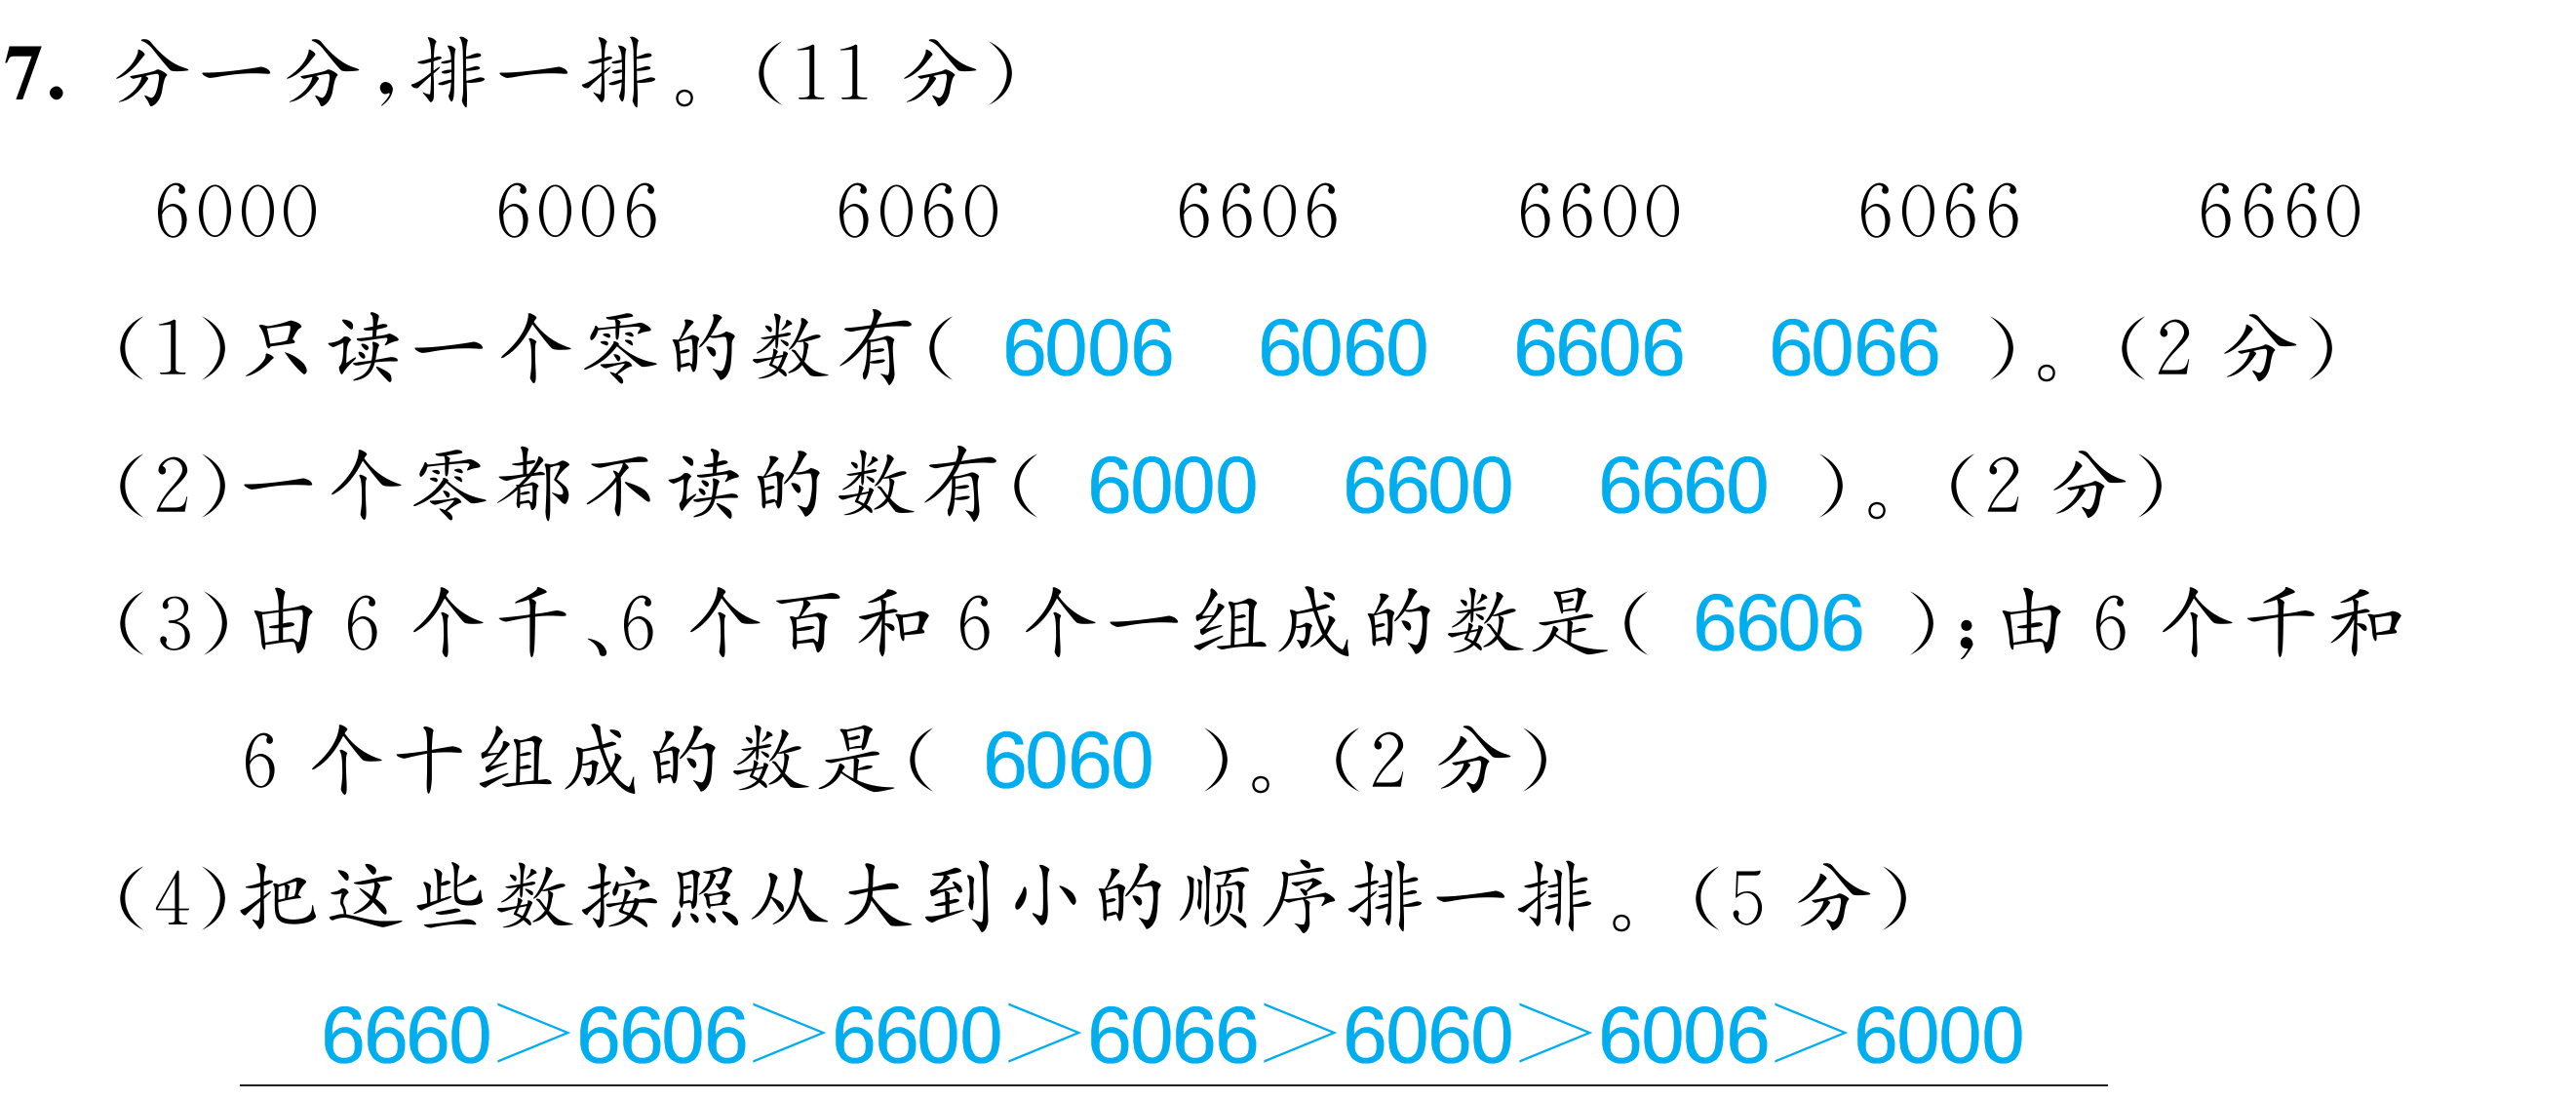 7. 分一分,排一排。(11 分)
6000 6006 6060 6606 6600 6066 6660
(1)只读一个零的数有( 6006 6060 6606 6066 )。(2 分)
(2)一个零都不读的数有( 6000 6600 6660 )。(2 分)
(3)由 6 个千、6 个百和 6 个一组成的数是( 6606 );由 6 个千和
6 个十组成的数是( 6060 )。(2 分)
(4)把这些数按照从大到小的顺序排一排。(5 分)
6660>6606>6600>6066>6060>6006>6000